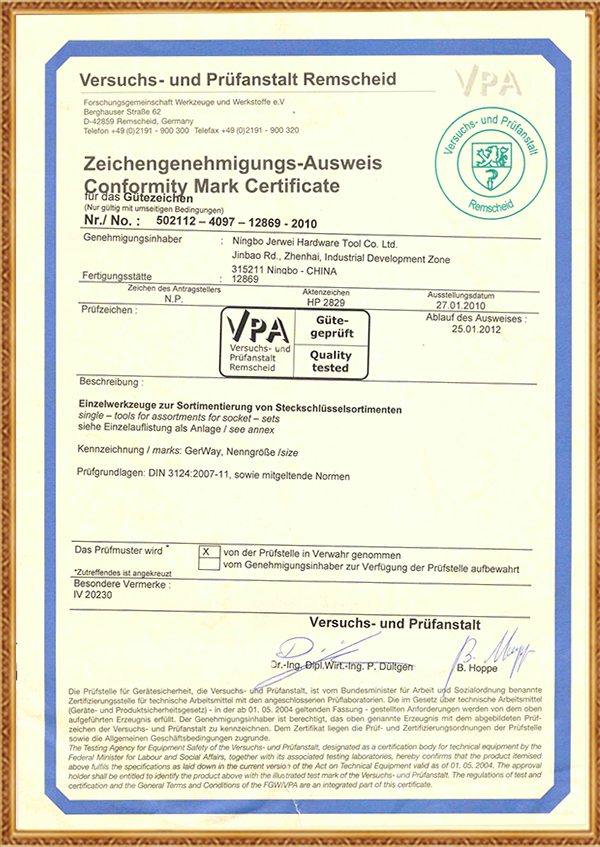 Versuchs- und Prüfanstalt Remscheid
VPA
Forschungsgemeinschaft Werkzeuge und Werkstoffe e.V
Berghauser Straße 62
D-42859 Remscheid, Germany
Telefon +49 (0)2191 - 900 300 Telefax +49 (0)2191 - 900 320
Versuchs- und Prüfanstalt
Remscheid
Zeichengenehmigungs-Ausweis
Conformity Mark Certificate
für das Gütezeichen
(Nur gültig mit umseitigen Bedingungen)
Nr./ No. : 502112 – 4097 - 12869 - 2010
Genehmigungsinhaber : Ningbo Jerwei Hardware Tool Co. Ltd.
Jinbao Rd., Zhenhai, Industrial Development Zone
315211 Ningbo - CHINA
Fertigungsstätte : 12869
Zeichen des Antragstellers Aktenzeichen Ausstellungsdatum
N.P. HP 2829 27.01.2010
Prüfzeichen : Ablauf des Ausweises :
25.01.2012
VPA
Versuchs- und
Prüfanstalt
Remscheid
Güte-
geprüft
Quality
tested
Beschreibung :
Einzelwerkzeuge zur Sortimentierung von Steckschlüsselsortimenten
single – tools for assortments for socket – sets
siehe Einzelauflistung als Anlage / see annex
Kennzeichnung / marks: GerWay, Nenngröße /size
Prüfgrundlagen: DIN 3124:2007-11, sowie mitgeltende Normen
Das Prüfmuster wird * X von der Prüfstelle in Verwahr genommen
vom Genehmigungsinhaber zur Verfügung der Prüfstelle aufbewahrt
*Zutreffendes ist angekreuzt
Besondere Vermerke :
IV 20230
Versuchs- und Prüfanstalt
Dr.-Ing. Dipl.Wirt.-Ing. P. Dültgen B. Hoppe
Die Prüfstelle für Gerätesicherheit, die Versuchs- und Prüfanstalt, ist vom Bundesminister für Arbeit und Sozialordnung benannte
Zertifizierungsstelle für technische Arbeitsmittel mit den angeschlossenen Prüflaboratorien. Die im Gesetz über technische Arbeitsmittel
(Geräte- und Produktsicherheitsgesetz) - in der ab 01. 05. 2004 geltenden Fassung - gestellten Anforderungen werden von dem oben
aufgeführten Erzeugnis erfüllt. Der Genehmigungsinhaber ist berechtigt, das oben genannte Erzeugnis mit dem abgebildeten Prüf-
zeichen der Versuchs- und Prüfanstalt zu kennzeichnen. Dem Zertifikat liegen die Prüf- und Zertifizierungsordnungen der Prüfstelle
sowie die Allgemeinen Geschäftsbedingungen zugrunde.
The Testing Agency for Equipment Safety of the Versuchs- und Prüfanstalt, designated as a certification body for technical equipment by the
Federal Minister for Labour and Social Affairs, together with its associated testing laboratories, hereby confirms that the product itemised
above fulfils the specifications as laid down in the current version of the Act on Technical Equipment valid as of 01. 05. 2004. The approval
holder shall be entitled to identify the product above with the illustrated test mark of the Versuchs- und Prüfanstalt. The regulations of test and
certification and the General Terms and Conditions of the FGW/VPA are an integrated part of this certificate.